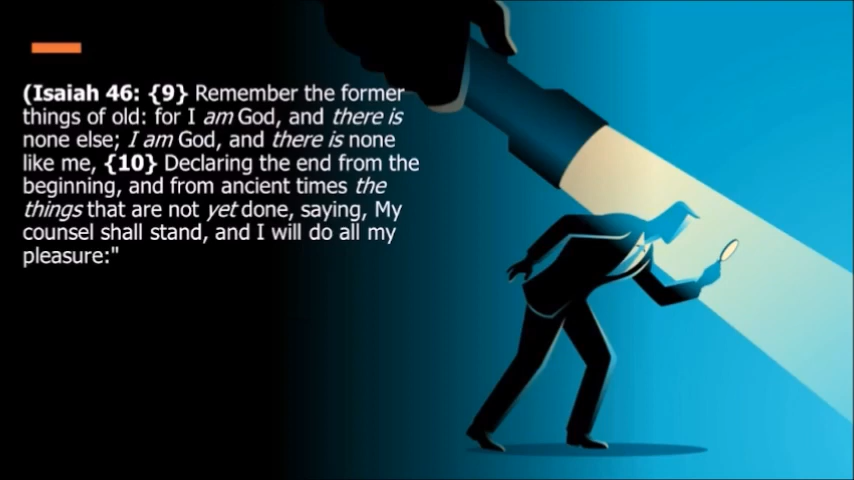 (Isaiah 46: {9} Remember the former
things of old: for I am God, and there is
none else; I am God, and there is none
like me, {10} Declaring the end from the
beginning, and from ancient times the
things that are not yet done, saying, My
counsel shall stand, and I will do all my
pleasure:"